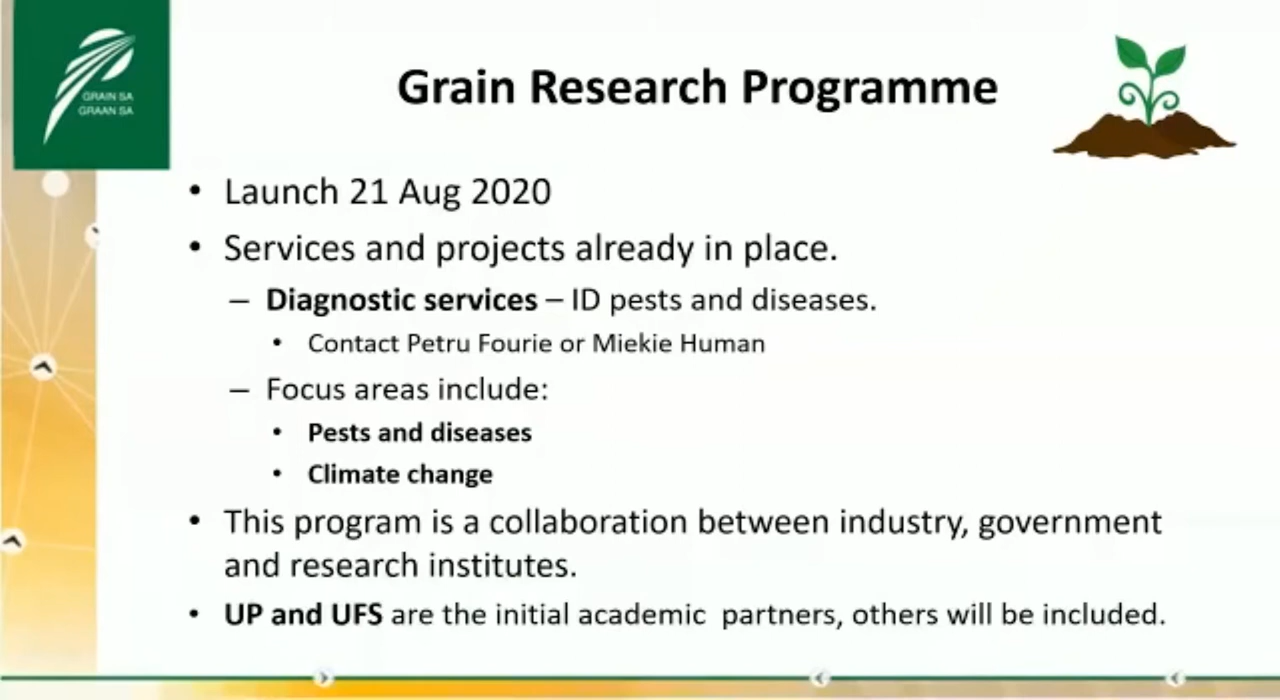 GRAIN SA
GRAAN SA
Grain Research Programme
• Launch 21 Aug 2020
• Services and projects already in place.
– Diagnostic services – ID pests and diseases.
• Contact Petru Fourie or Miekie Human
– Focus areas include:
• Pests and diseases
• Climate change
• This program is a collaboration between industry, government
and research institutes.
• UP and UFS are the initial academic  partners, others will be included.